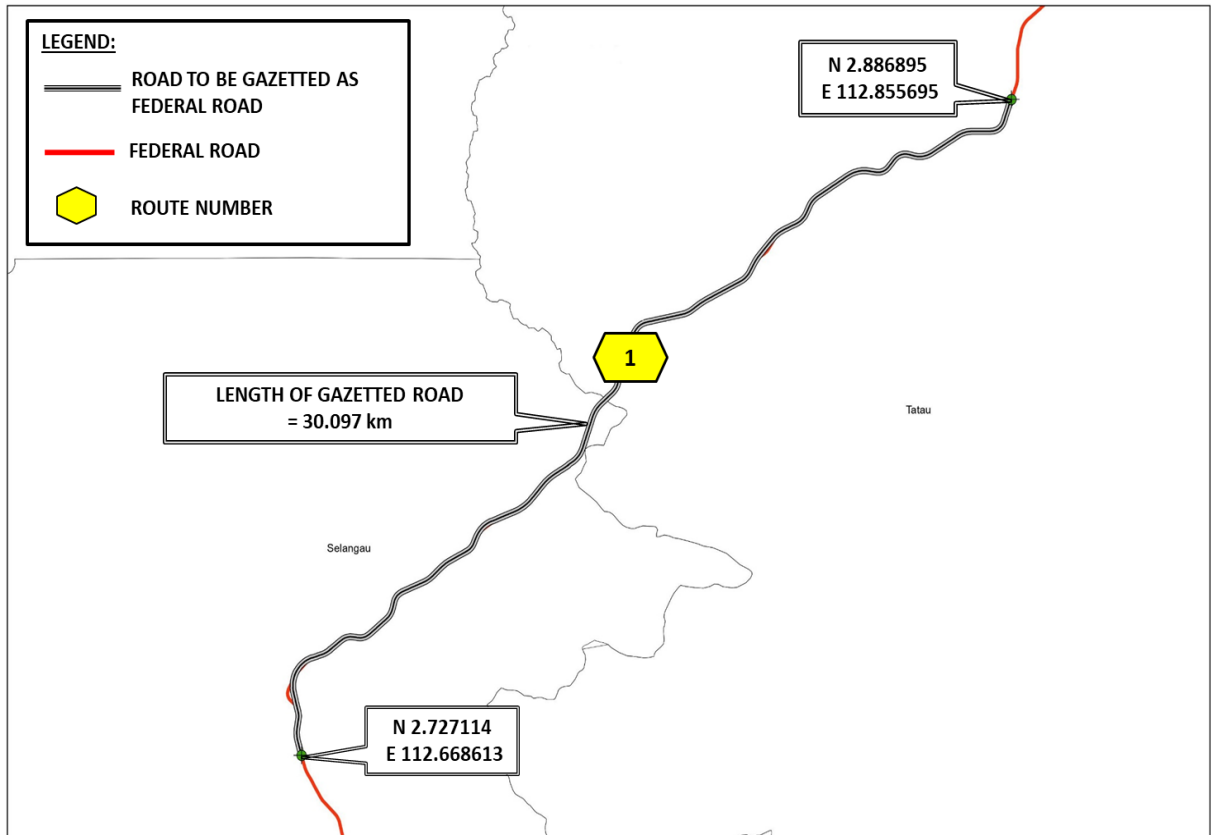 LEGEND:
ROAD TO BE GAZETTED AS
FEDERAL ROAD
FEDERAL ROAD
ROUTE NUMBER
N 2.886895
E 112.855695
1
LENGTH OF GAZETTED ROAD
= 30.097 km
Tatau
Selangau
N 2.727114
E 112.668613